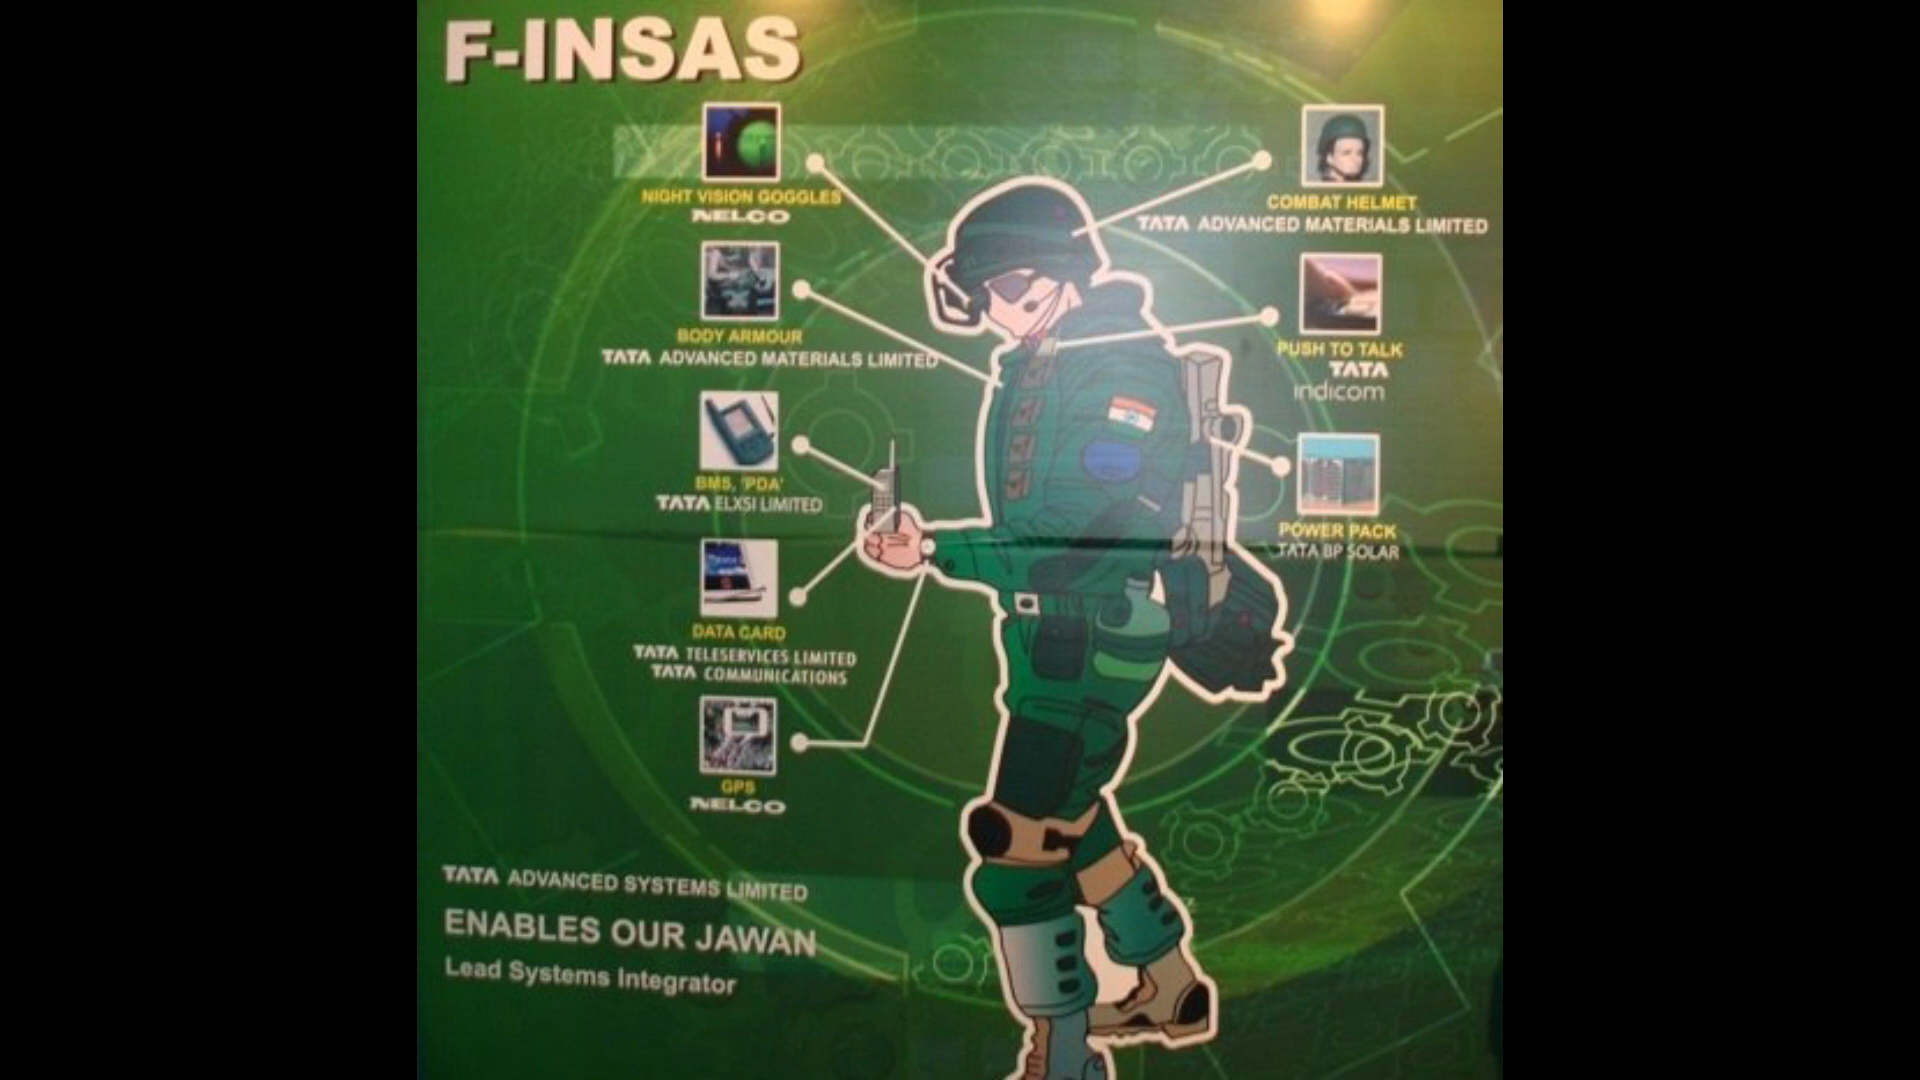 F-INSAS
NIGHT VISION GOGGLES
NELCO
BODY ARMOUR
TATA ADVANCED MATERIALS LIMITED
BMS, 'PDA'
TATA ELXSI LIMITED
DATA CARD
TATA TELESERVICES LIMITED
TATA COMMUNICATIONS
GPS
NELCO
COMBAT HELMET
TATA ADVANCED MATERIALS LIMITED
PUSH TO TALK
TATA
indicom
POWER PACK
TATA BP SOLAR
TATA ADVANCED SYSTEMS LIMITED
ENABLES OUR JAWAN
Lead Systems Integrator